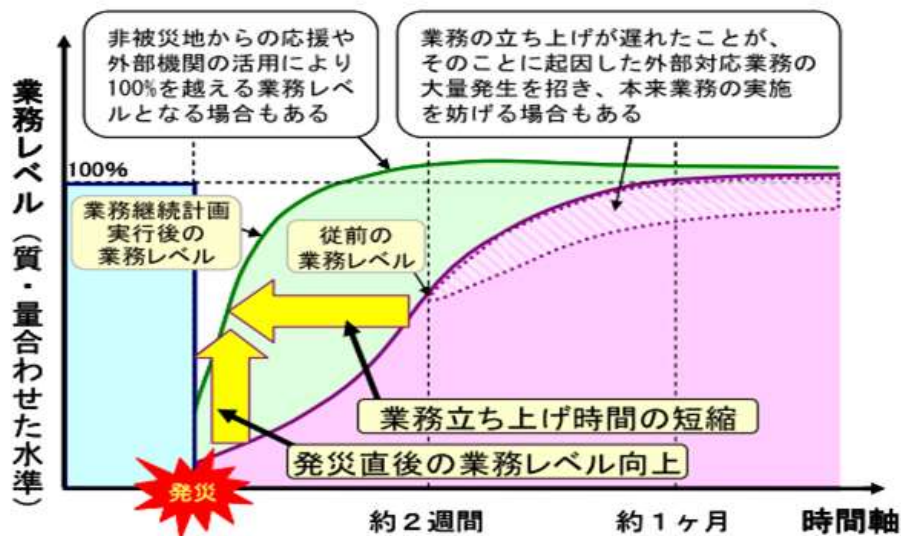 非被災地からの応援や
外部機関の活用により
100%を越える業務レベ
ルとなる場合もある
業務の立ち上げが遅れたことが、
そのことに起因した外部対応業務の
大量発生を招き、本来業務の実施
を妨げる場合もある
業務レベル（質・量合わせた水準）
100%
業務継続計画
実行後の
業務レベル
従前の
業務レベル
業務立ち上げ時間の短縮
発災直後の業務レベル向上
発災
約２週間
約１ヶ月
時間軸